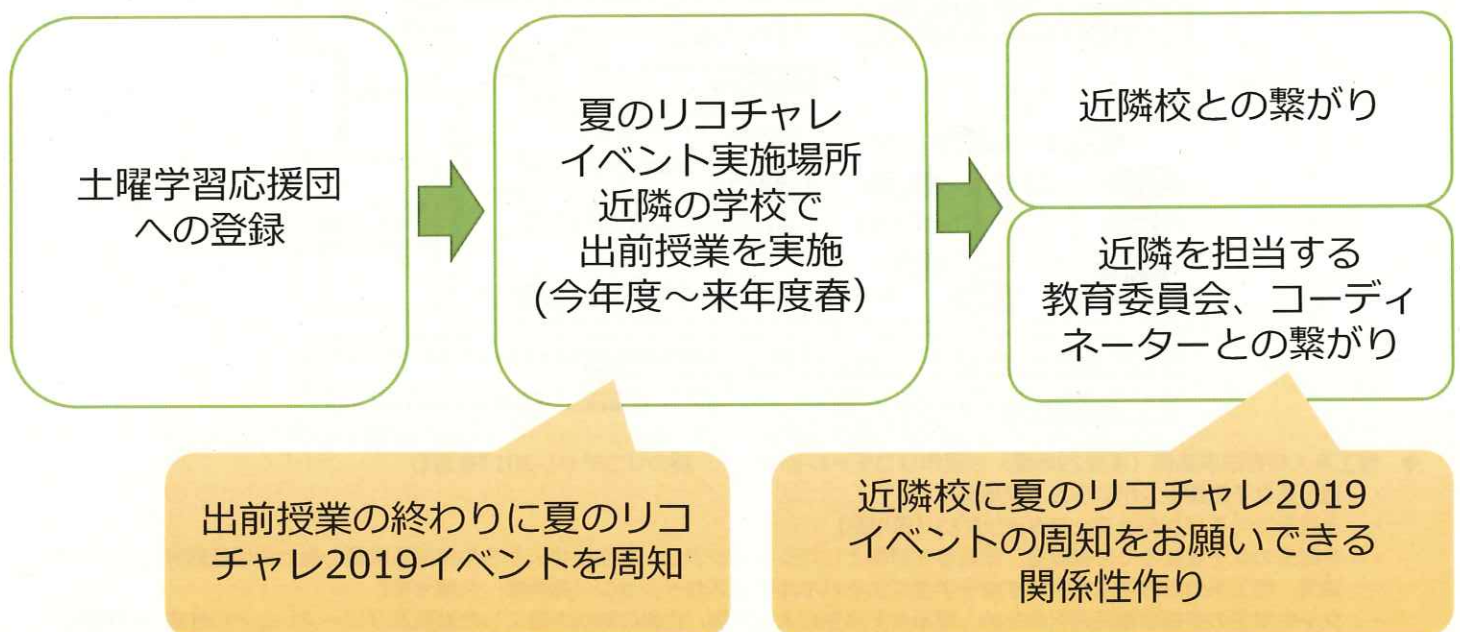 土曜学習応援団
への登録
夏のリコチャレ
イベント実施場所
近隣の学校で
出前授業を実施
(今年度～来年度春）
近隣校との繋がり
近隣を担当する
教育委員会、コーディ
ネーターとの繋がり
出前授業の終わりに夏のリコ
チャレ2019イベントを周知
近隣校に夏のリコチャレ2019
イベントの周知をお願いできる
関係性作り